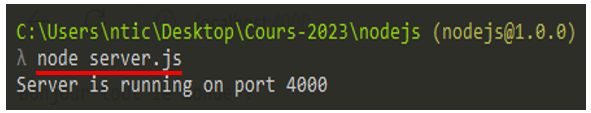 C:\Users\ntic\Desktop\Cours-2023\nodejs (nodejs@1.0.0)
λ node server.js
Server is running on port 4000